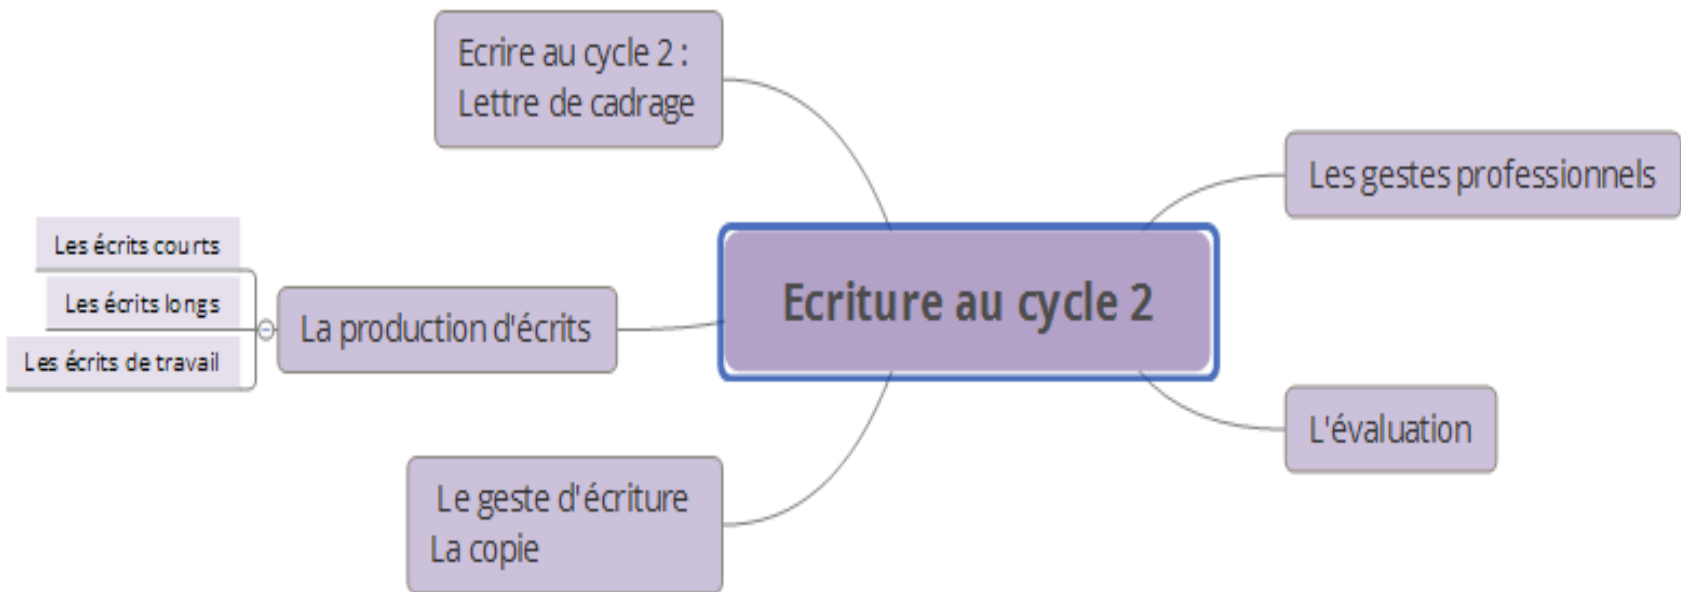 Ecrire au cycle 2 :
Lettre de cadrage
Les gestes professionnels
Les écrits courts
Les écrits longs
Les écrits de travail
La production d'écrits
Ecriture au cycle 2
L'évaluation
Le geste d'écriture
La copie